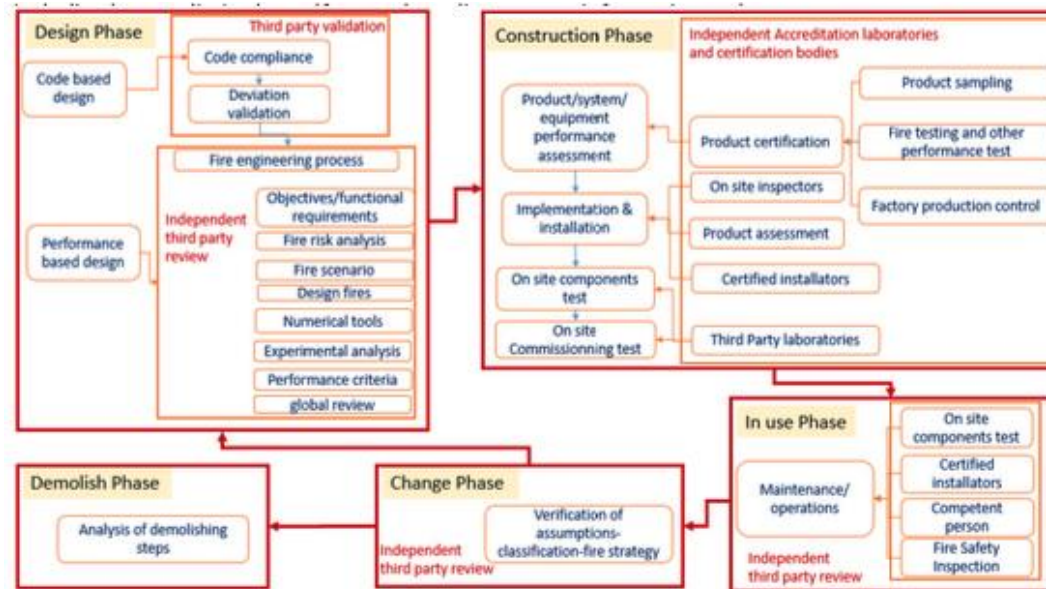 Design Phase
Third party validation
Code compliance
Code based
design
Deviation
validation
Fire engineering process
Objectives/functional
requirements
Independent
third party
review
Performance
based design
Fire risk analysis
Fire scenario
Design fires
Numerical tools
Experimental analysis
Performance criteria
global review
Construction Phase
Independent Accreditation laboratories
and certification bodies
Product/system/
equipment
performance
assessment
Implementation &
installation
On site components
test
On site
Commissionning test
Product certification
On site inspectors
Product assessment
Certified installators
Third Party laboratories
Product sampling
Fire testing and other
performance test
Factory production control
In use Phase
Maintenance/
operations
Independent
third party review
On site
components test
Certified
installators
Competent
person
Fire Safety
Inspection
Change Phase
Independent
third party review
Verification of
assumptions-
classification-fire strategy
Demolish Phase
Analysis of demolishing
steps